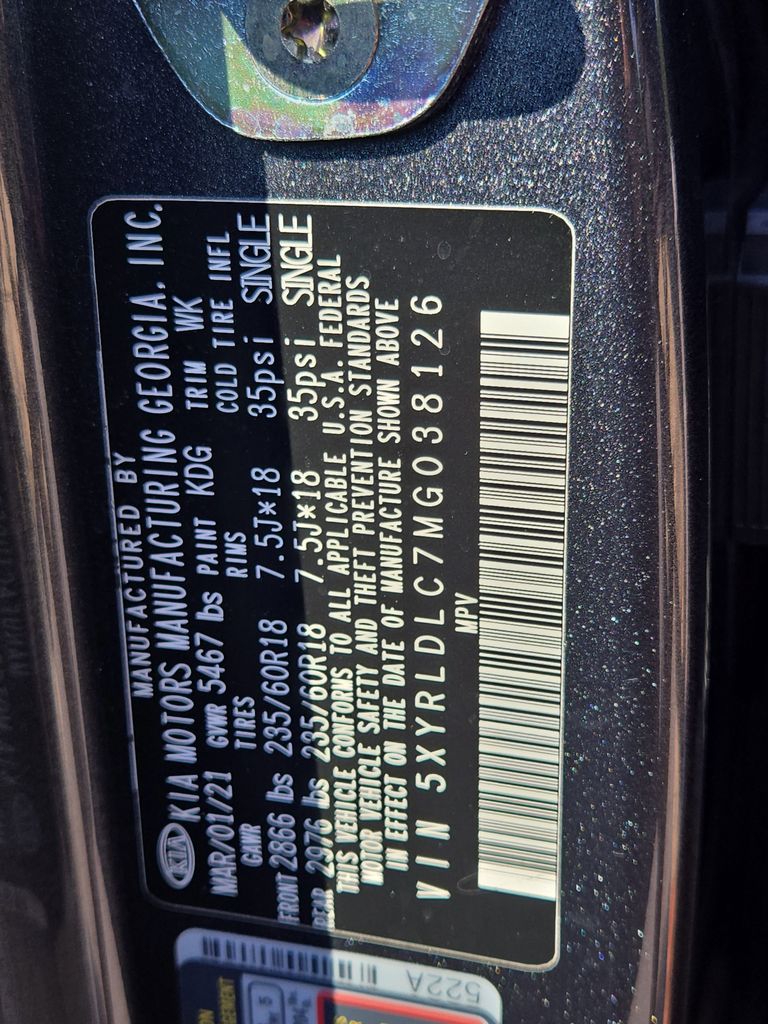 MANUFACTURED BY
KIA KIA MOTORS MANUFACTURING GEORGIA, INC.
MAR/01/21 GVWR 5467 lbs PAINT KDG TRIM WK
GAWR TIRES RIMS COLD TIRE INFL
FRONT 2866 lbs 235/60R18 7.5J*18 35psi SINGLE
REAR 2976 lbs 235/60R18 7.5J*18 35psi SINGLE
THIS VEHICLE CONFORMS TO ALL APPLICABLE U.S.A. FEDERAL
MOTOR VEHICLE SAFETY AND THEFT PREVENTION STANDARDS
IN EFFECT ON THE DATE OF MANUFACTURE SHOWN ABOVE
VIN 5XYRLDLC7MG038126
MPV
522A